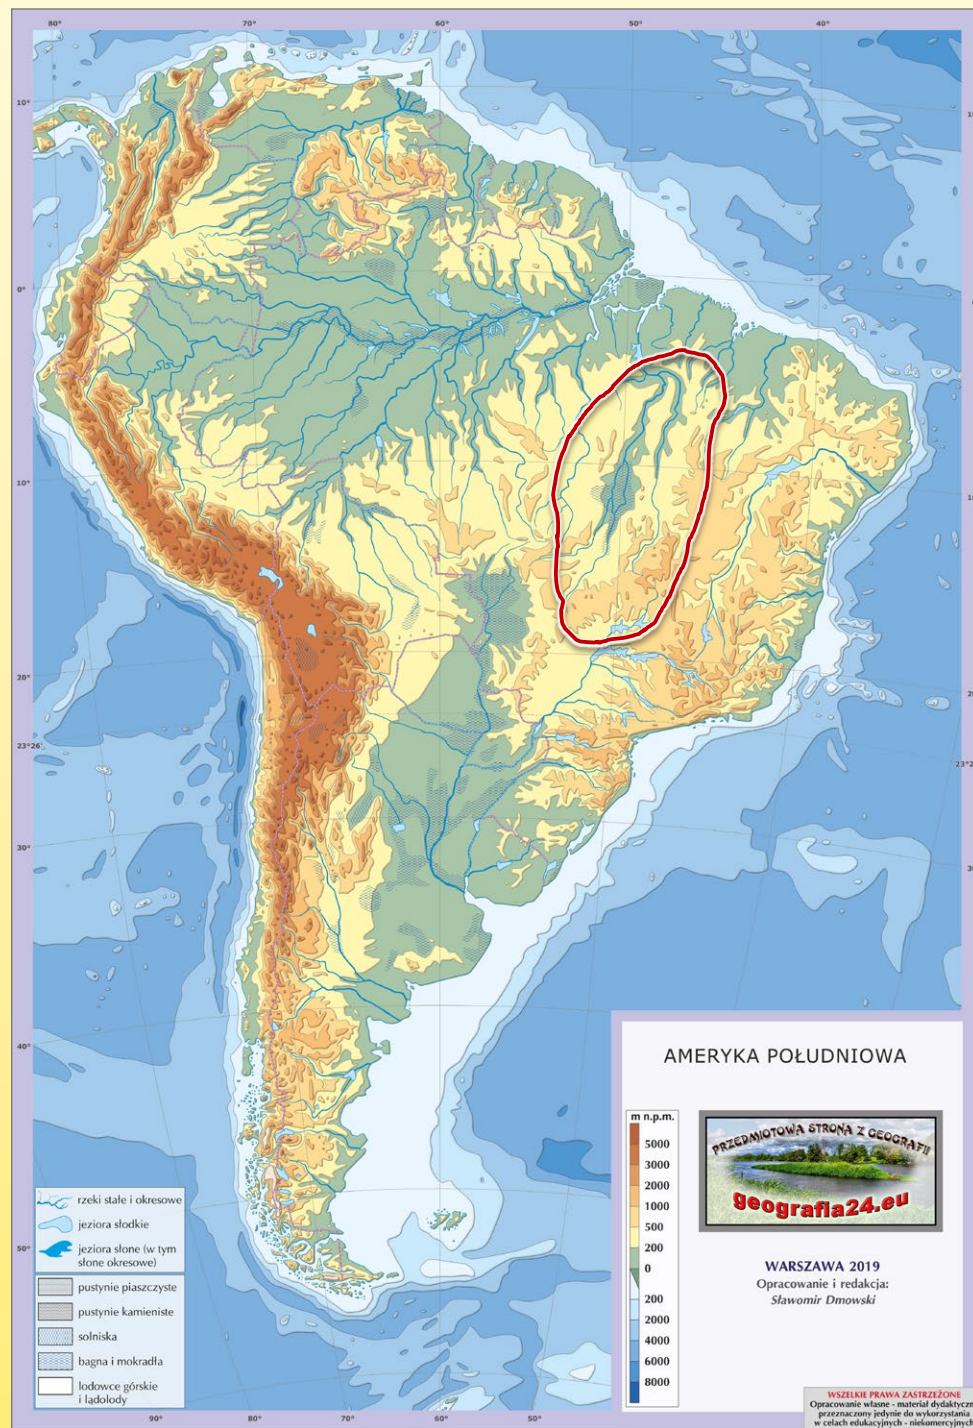 80°
70°
60°
50°
40°
10°
0°
10°
10°
20°
23°26'
30°
40°
50°
90°
80°
70°
60°
50°
AMERYKA POŁUDNIOWA
m n.p.m.
5000
3000
2000
1000
500
200
0
200
2000
4000
6000
8000
PRZEDMIOTOWA STRONA Z GEOGRAFII
geografia24.eu
WARSZAWA 2019
Opracowanie i redakcja:
Sławomir Dmowski
rzeki stałe i okresowe
jeziora słodkie
jeziora słone (w tym
słone okresowe)
pustynie piaszczyste
pustynie kamieniste
solniska
bagna i mokradła
lodowce górskie
i lądolody
WSZELKIE PRAWA ZASTRZEŻONE
Opracowanie własne - materiał dydaktyczn
przeznaczony jedynie do wykorzystania
w celach edukacyjnych - niekomercyjnych